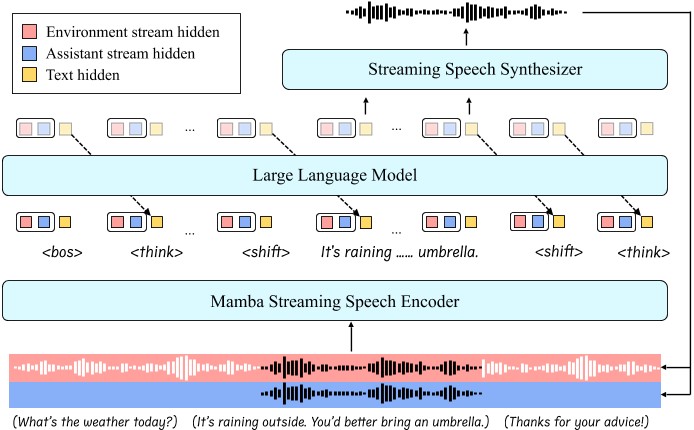 Environment stream hidden
Assistant stream hidden
Text hidden
Streaming Speech Synthesizer
... ...
Large Language Model
... ...
<bos> <think> <shift> It's raining ...... umbrella. <shift> <think>
Mamba Streaming Speech Encoder
(What's the weather today?) (It's raining outside. You'd better bring an umbrella.) (Thanks for your advice!)